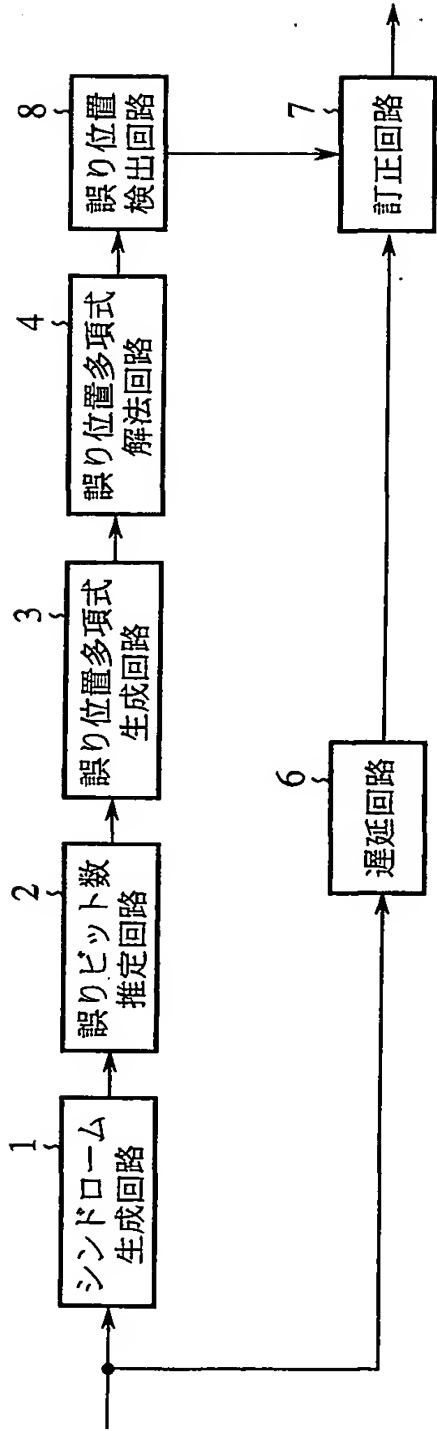 1
シンドローム
生成回路
2
誤りビット数
推定回路
3
誤り位置多項式
生成回路
4
誤り位置多項式
解法回路
8
誤り位置
検出回路
6
遅延回路
7
訂正回路